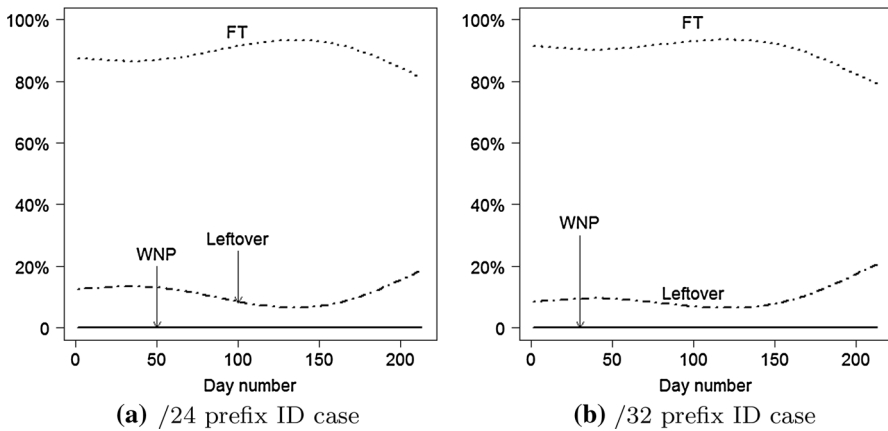 100%
80%
60%
40%
20%
0
FT
WNP
Leftover
0 50 100 150 200
Day number
(a) /24 prefix ID case
100%
80%
60%
40%
20%
0
FT
WNP
Leftover
0 50 100 150 200
Day number
(b) /32 prefix ID case